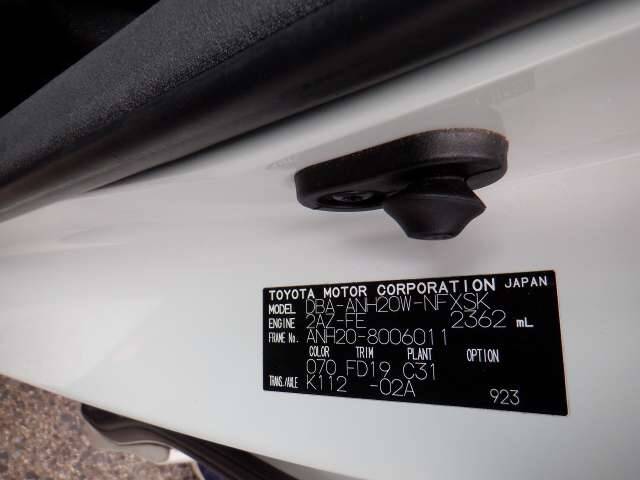 TOYOTA MOTOR CORPORATION JAPAN
MODEL DBA-ANH20W-NFXSK
ENGINE 2AZ-FE 2362 mL
FRAME No. ANH20-8006011
COLOR TRIM PLANT OPTION
070 FD19 C31
TRANS./AXLE K112 -02A
923